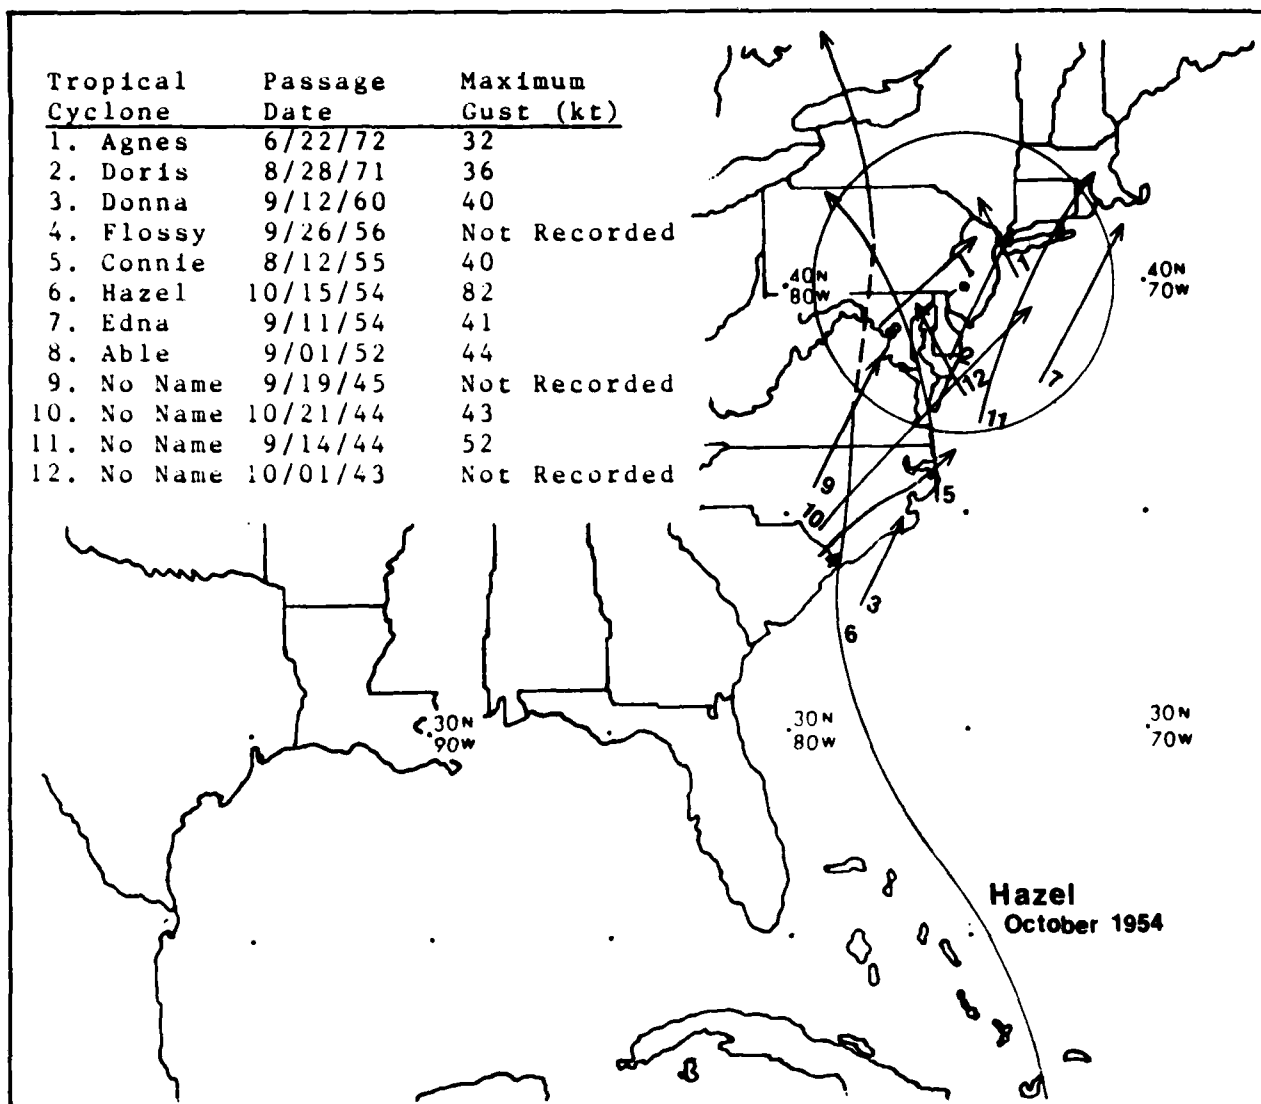 Tropical Passage Maximum
Cyclone Date Gust (kt)
1. Agnes 6/22/72 32
2. Doris 8/28/71 36
3. Donna 9/12/60 40
4. Flossy 9/26/56 Not Recorded
5. Connie 8/12/55 40
6. Hazel 10/15/54 82
7. Edna 9/11/54 41
8. Able 9/01/52 44
9. No Name 9/19/45 Not Recorded
10. No Name 10/21/44 43
11. No Name 9/14/44 52
12. No Name 10/01/43 Not Recorded
40N
80W
40N
70W
1
2
12
7
11
9
10
5
3
6
30N
90W
30N
80W
30N
70W
Hazel
October 1954